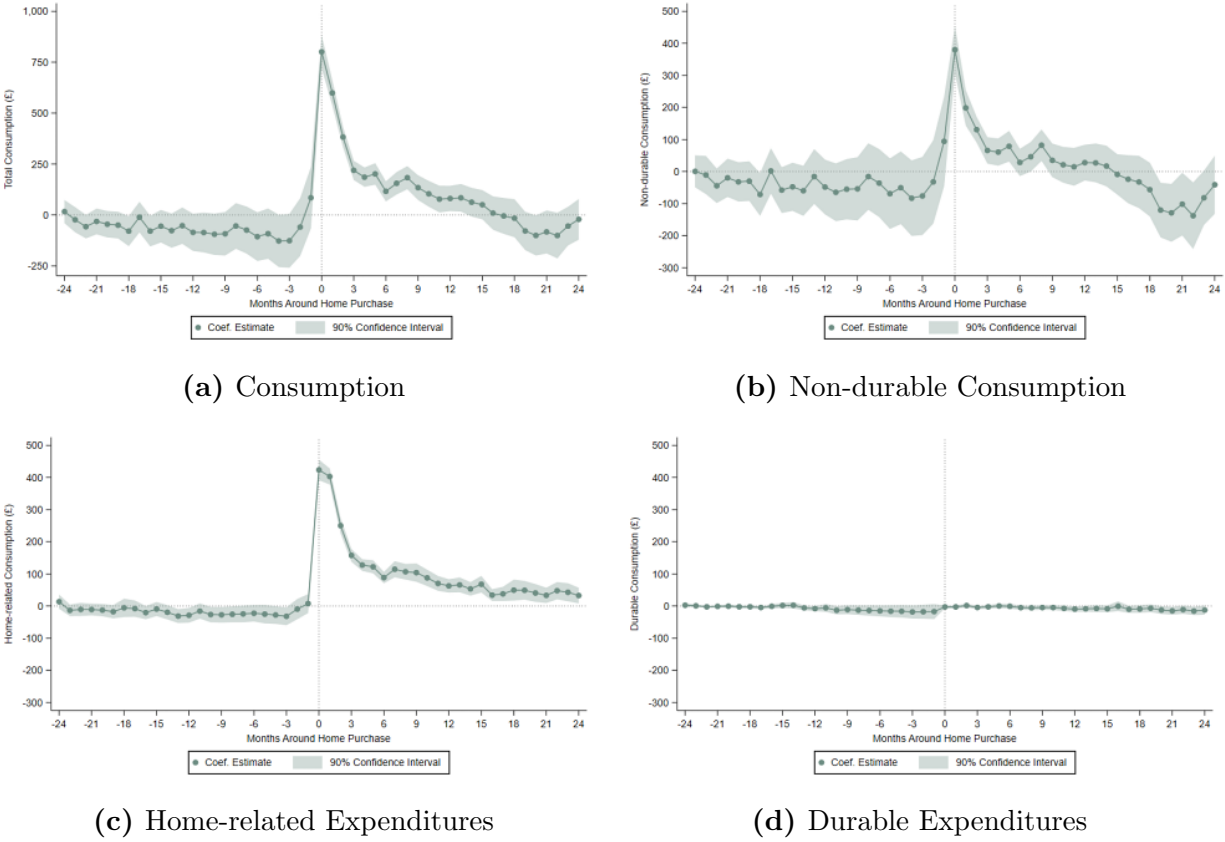 1,000
750
500
250
0
-250
Total Consumption (£)
-24 -21 -18 -15 -12 -9 -6 -3 0 3 6 9 12 15 18 21 24
Months Around Home Purchase
Coef. Estimate 90% Confidence Interval
(a) Consumption
500
400
300
200
100
0
-100
-200
-300
Non-durable Consumption (£)
-24 -21 -18 -15 -12 -9 -6 -3 0 3 6 9 12 15 18 21 24
Months Around Home Purchase
Coef. Estimate 90% Confidence Interval
(b) Non-durable Consumption
500
400
300
200
100
0
-100
-200
-300
Home-related Consumption (£)
-24 -21 -18 -15 -12 -9 -6 -3 0 3 6 9 12 15 18 21 24
Months Around Home Purchase
Coef. Estimate 90% Confidence Interval
(c) Home-related Expenditures
500
400
300
200
100
0
-100
-200
-300
Durable Consumption (£)
-24 -21 -18 -15 -12 -9 -6 -3 0 3 6 9 12 15 18 21 24
Months Around Home Purchase
Coef. Estimate 90% Confidence Interval
(d) Durable Expenditures